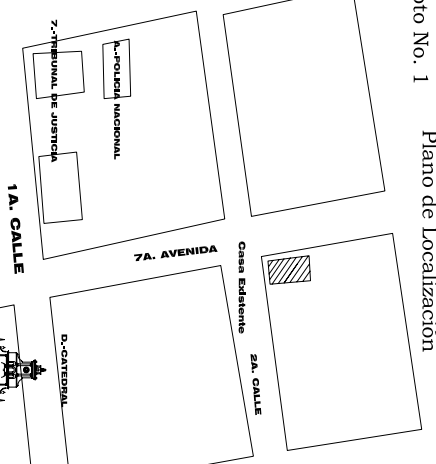 pto No. 1
Plano de Localización
7.-TRIBUNAL DE JUSTICIA
A.-POLICIA NACIONAL
1A. CALLE
7A. AVENIDA
Casa Existente
2A. CALLE
D.-CATEDRAL